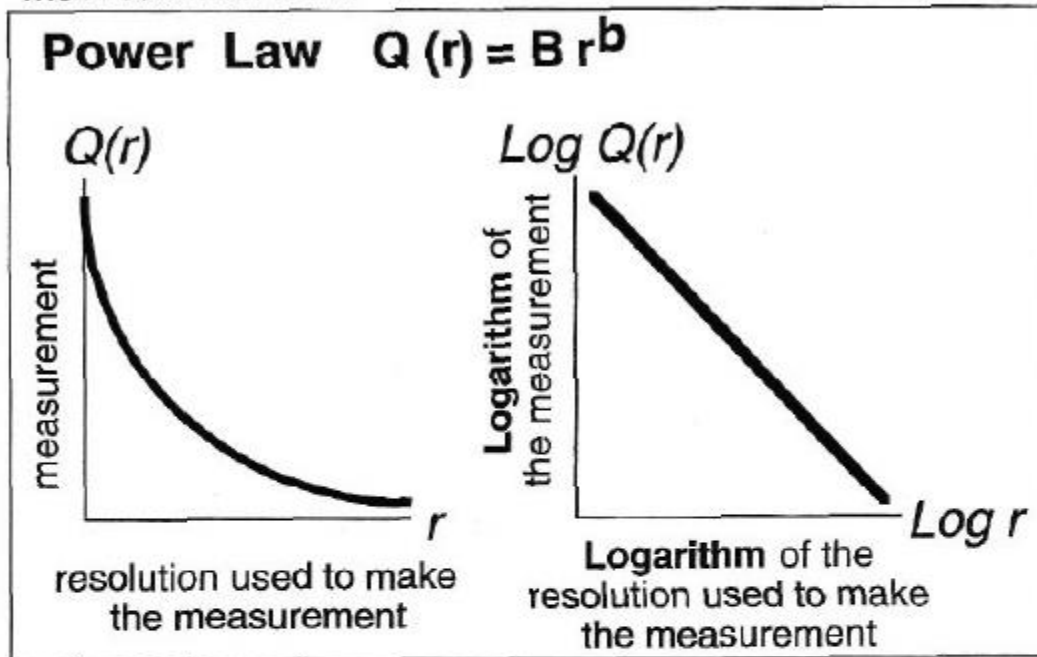 Power Law Q (r) = B r^b
Q(r)
measurement
r
resolution used to make
the measurement
Log Q(r)
Logarithm of
the measurement
Log r
Logarithm of the
resolution used to make
the measurement